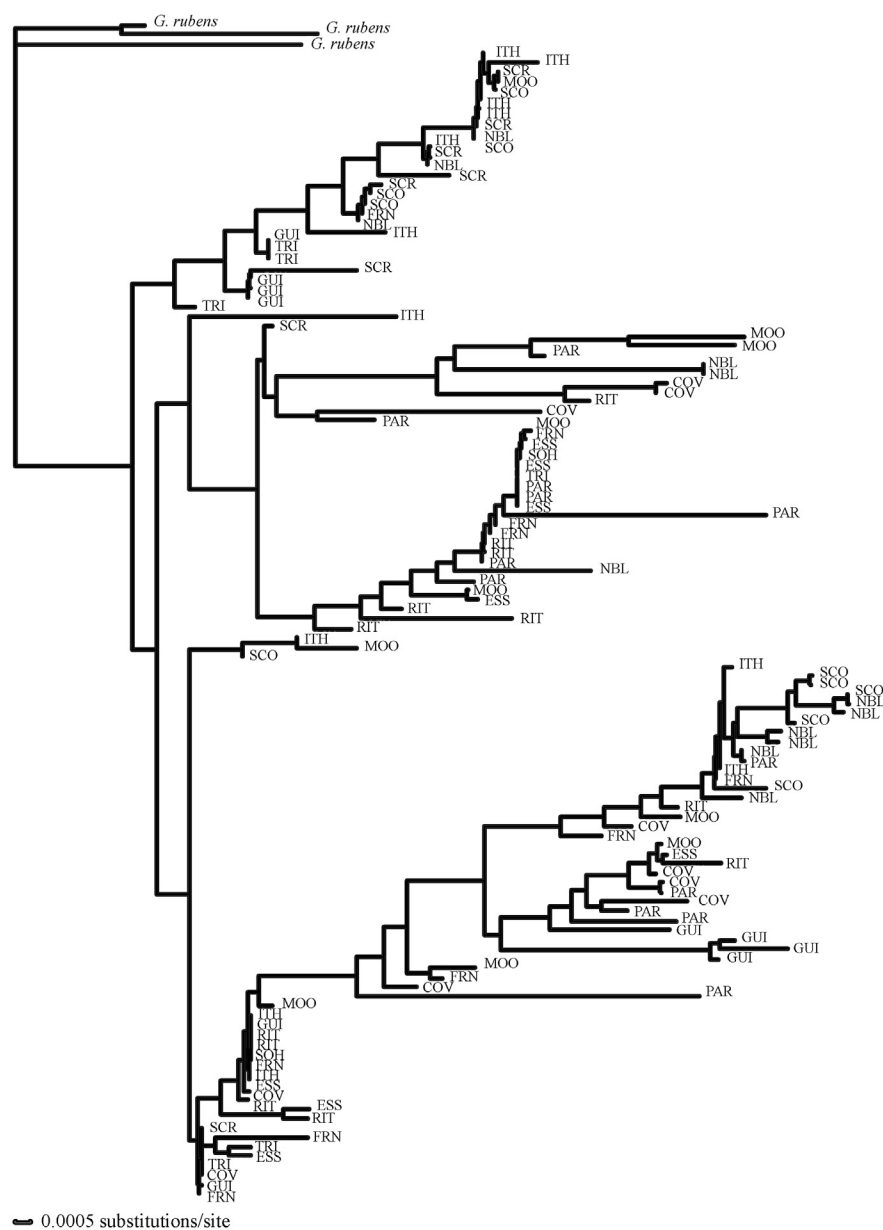 G. rubens
G. rubens
G. rubens
ITH
ITH
SCR
MOO
SCO
ITH
ITH
SCR
NBL
ITH
SCO
SCR
NBL
SCR
SCR
SCO
SCO
FRN
NBL
ITH
GUI
TRI
TRI
SCR
GUI
GUI
GUI
TRI
ITH
SCR
MOO
MOO
PAR
NBL
NBL
COV
COV
RIT
COV
PAR
MOO
FRN
ESS
SOH
ESS
TRI
PAR
PAR
ESS
PAR
FRN
FRN
RIT
RIT
PAR
NBL
PAR
MOO
ESS
RIT
RIT
RIT
ITH
MOO
SCO
ITH
SCO
SCO
SCO
NBL
NBL
SCO
NBL
NBL
NBL
PAR
ITH
FRN
SCO
NBL
RIT
MOO
COV
FRN
MOO
ESS
RIT
COV
COV
PAR
COV
PAR
PAR
GUI
GUI
GUI
GUI
MOO
FRN
COV
PAR
MOO
ITH
GUI
RIT
RIT
SOH
FRN
ITH
ESS
COV
RIT
ESS
RIT
SCR
FRN
TRI
ESS
TRI
COV
GUI
FRN
0.0005 substitutions/site